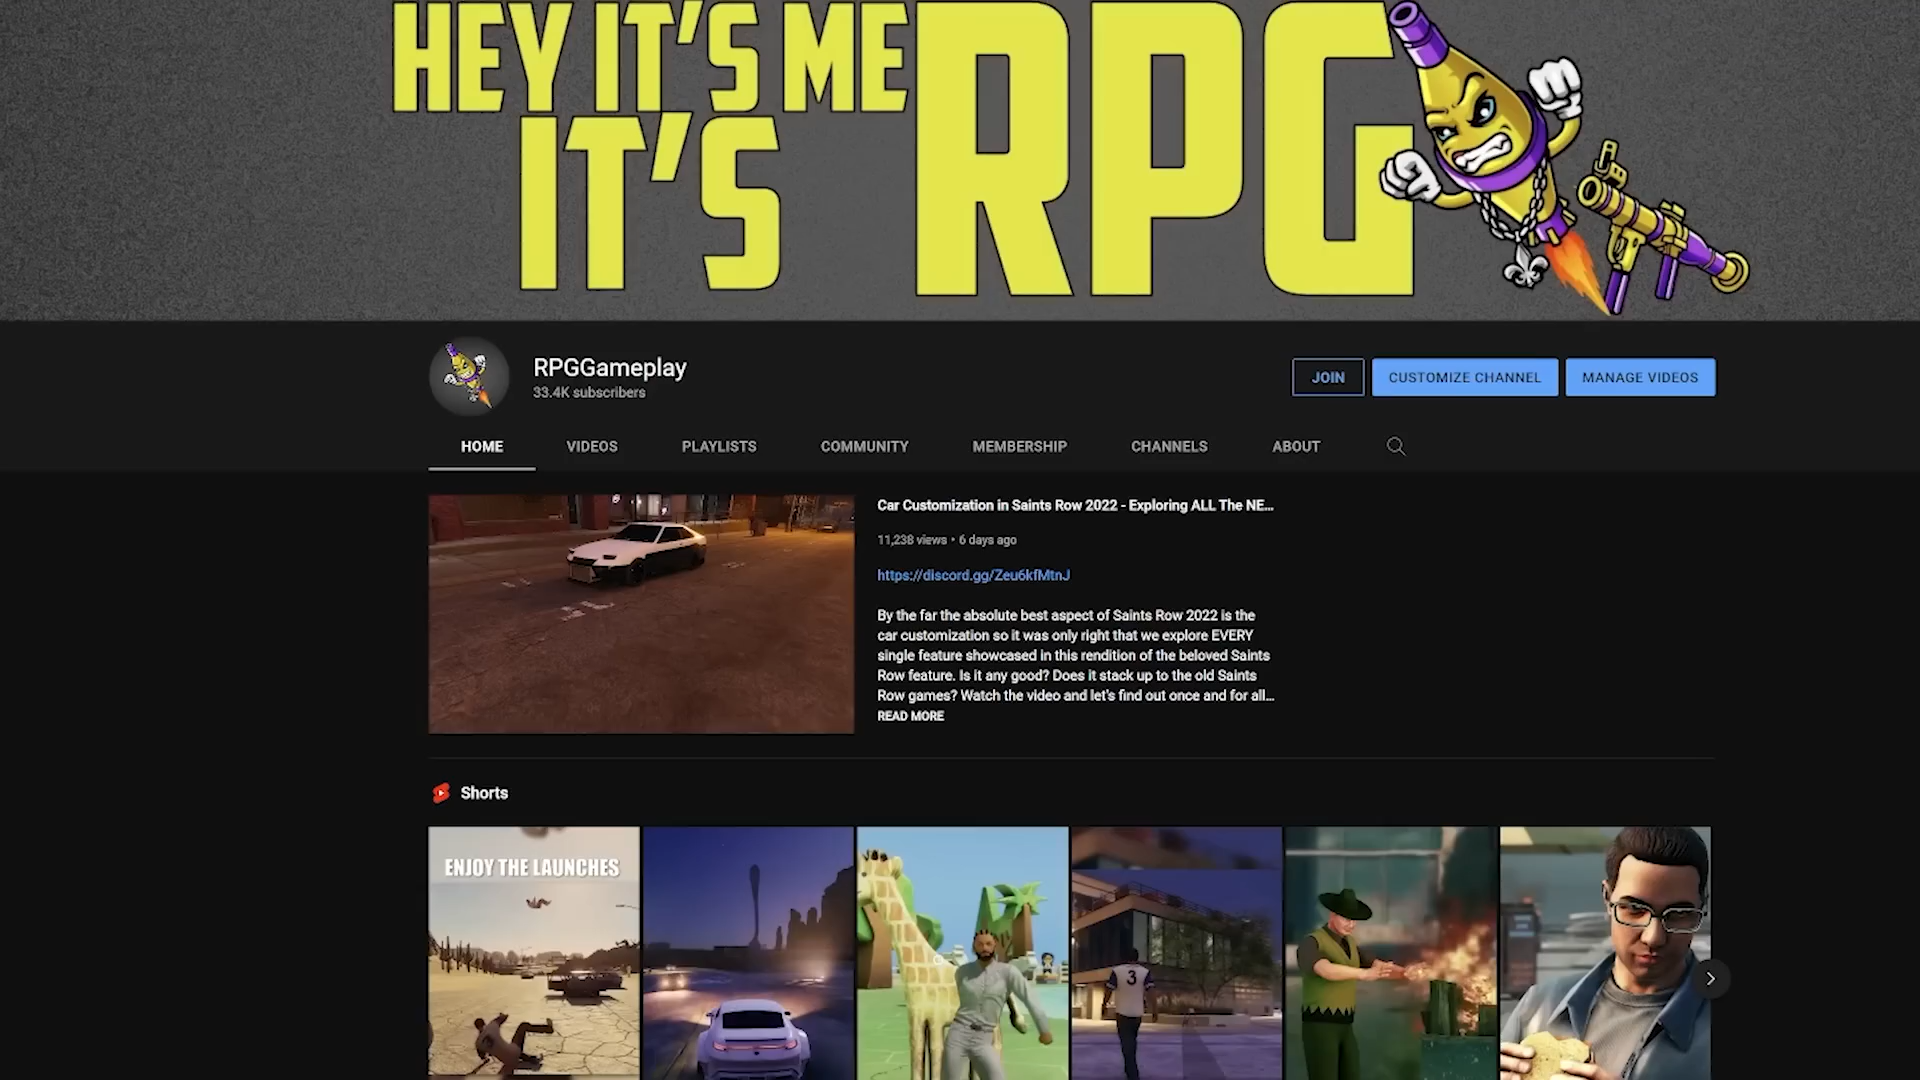 HEY IT'S ME
IT'S
RPG
RPGGameplay
33.4K subscribers
JOIN
CUSTOMIZE CHANNEL
MANAGE VIDEOS
HOME
VIDEOS
PLAYLISTS
COMMUNITY
MEMBERSHIP
CHANNELS
ABOUT
Car Customization in Saints Row 2022 - Exploring ALL The NE...
11,238 views • 6 days ago
https://discord.gg/Zeu6kfMtnJ
By the far the absolute best aspect of Saints Row 2022 is the
car customization so it was only right that we explore EVERY
single feature showcased in this rendition of the beloved Saints
Row feature. Is it any good? Does it stack up to the old Saints
Row games? Watch the video and let's find out once and for all...
READ MORE
Shorts
ENJOY THE LAUNCHES
3